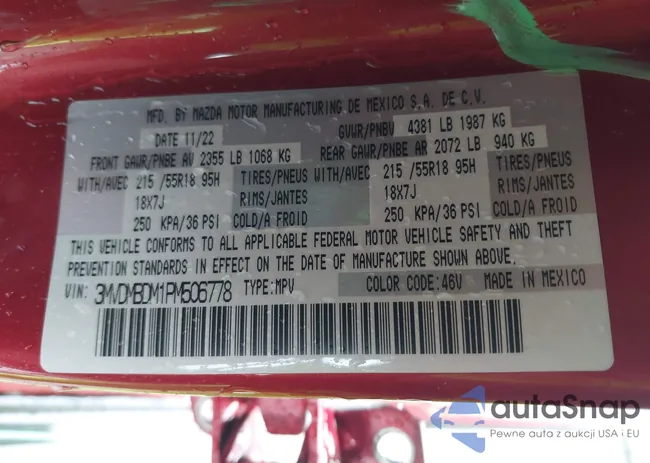 MFD. BY MAZDA MOTOR MANUFACTURING DE MEXICO S.A. DE C.V.
DATE 11/22 GVWR/PNBV 4381 LB 1987 KG
FRONT GAWR/PNBE AV 2355 LB 1068 KG REAR GAWR/PNBE AR 2072 LB 940 KG
WITH/AVEC 215 /55R18 95H TIRES/PNEUS WITH/AVEC 215 /55R18 95H TIRES/PNEUS
18X7J RIMS/JANTES 18X7J RIMS/JANTES
250 KPA/36 PSI COLD/A FROID 250 KPA/36 PSI COLD/A FROID
THIS VEHICLE CONFORMS TO ALL APPLICABLE FEDERAL MOTOR VEHICLE SAFETY AND THEFT
PREVENTION STANDARDS IN EFFECT ON THE DATE OF MANUFACTURE SHOWN ABOVE.
VIN: 3MVDMBDM1PM506778 TYPE:MPV COLOR CODE:46V MADE IN MEXICO
autaSnap
Pewne auta z aukcji USA i EU